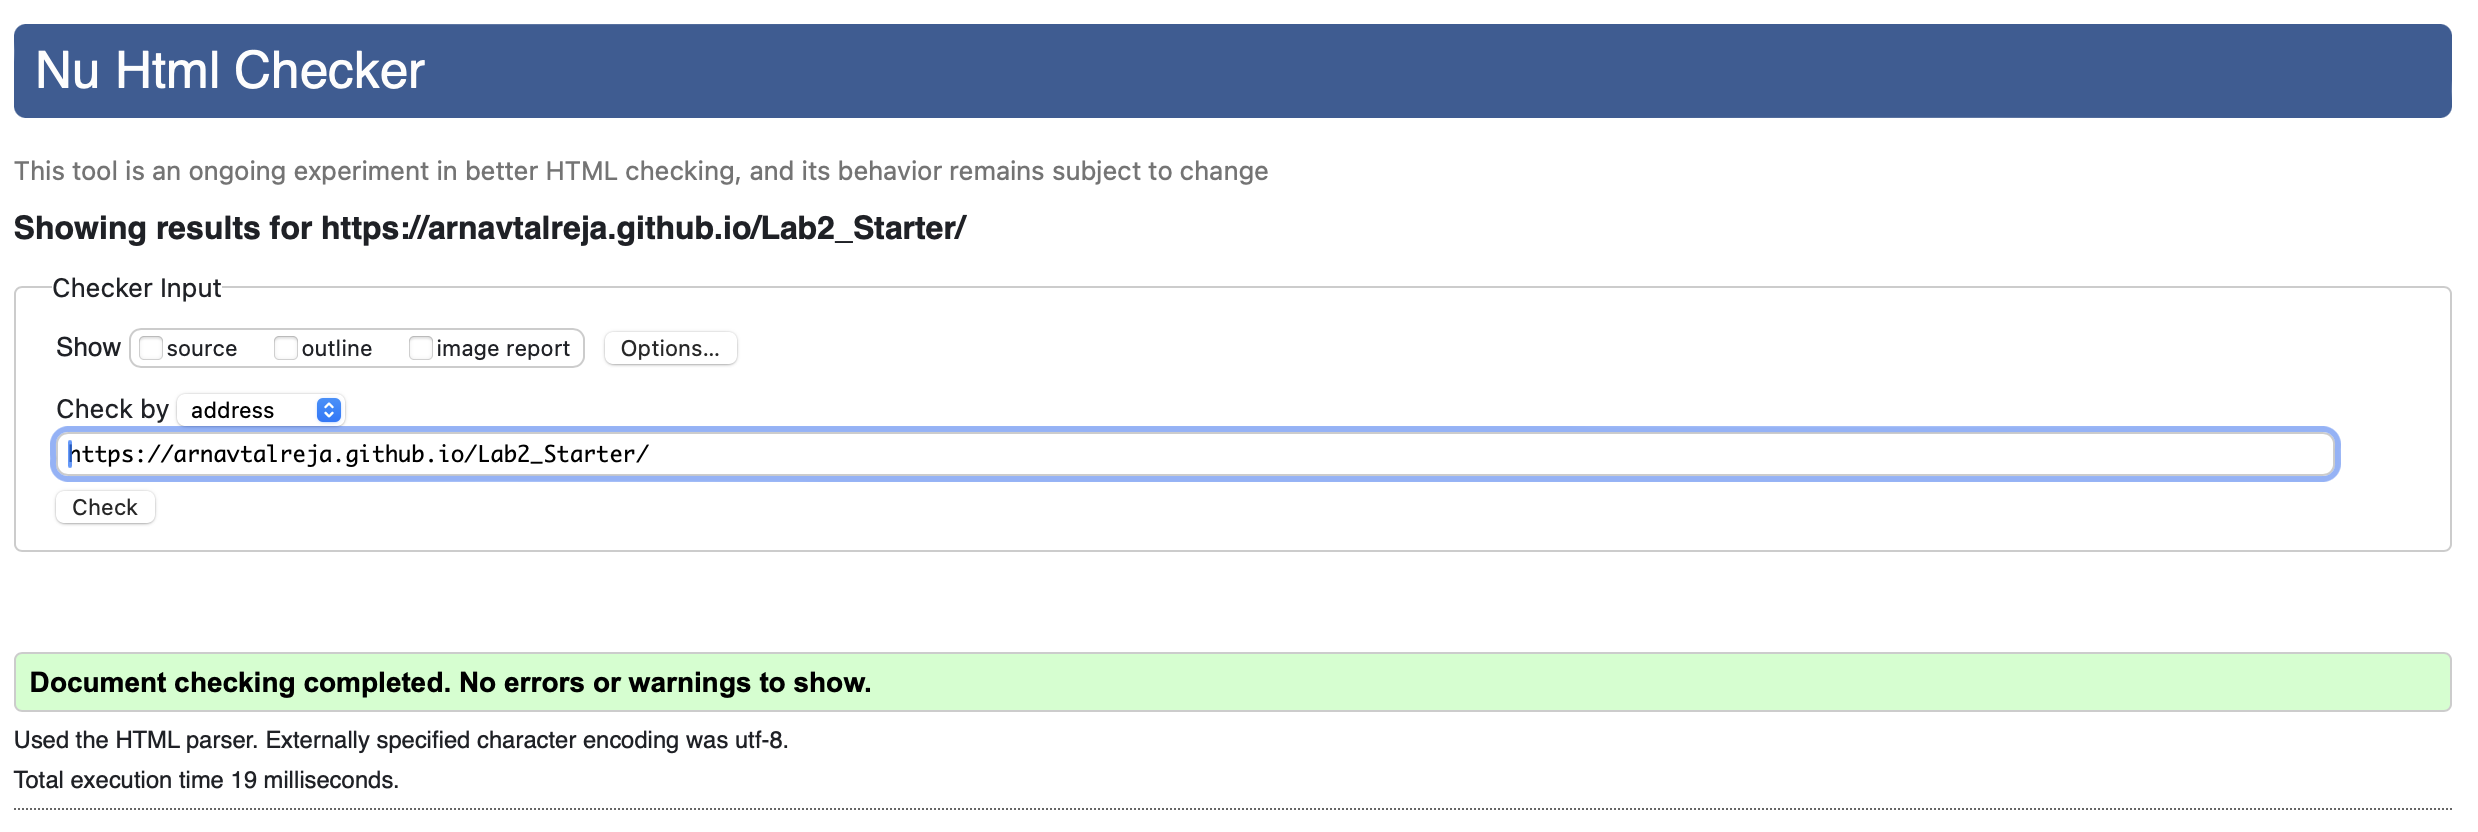 Nu Html Checker
This tool is an ongoing experiment in better HTML checking, and its behavior remains subject to change
Showing results for https://arnavtalreja.github.io/Lab2_Starter/
Checker Input
Show source outline image report Options...
Check by address
https://arnavtalreja.github.io/Lab2_Starter/
Check
Document checking completed. No errors or warnings to show.
Used the HTML parser. Externally specified character encoding was utf-8.
Total execution time 19 milliseconds.